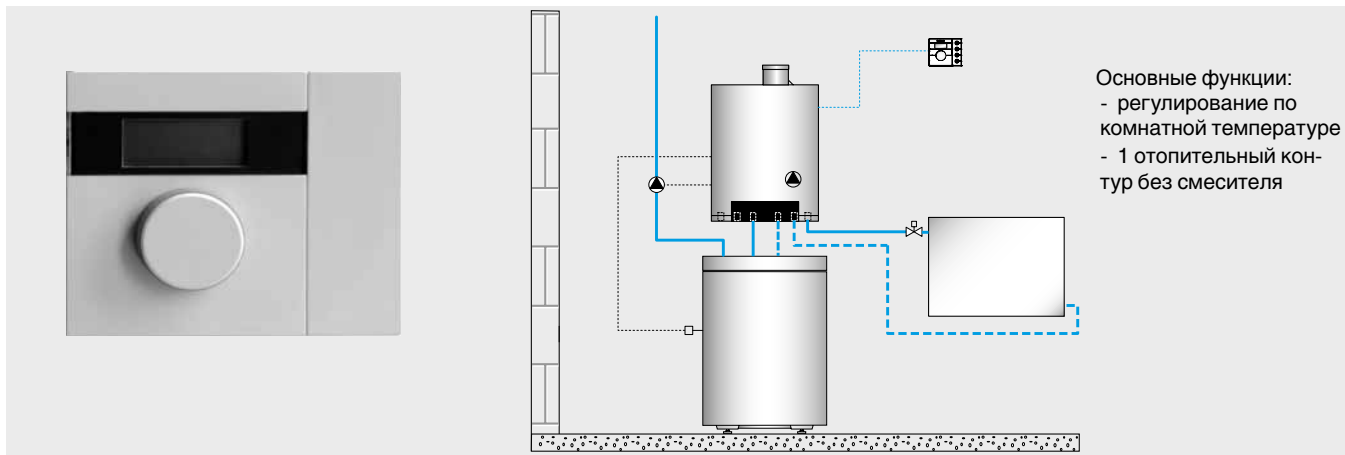 Основные функции:
- регулирование по
комнатной температуре
- 1 отопительный кон-
тур без смесителя